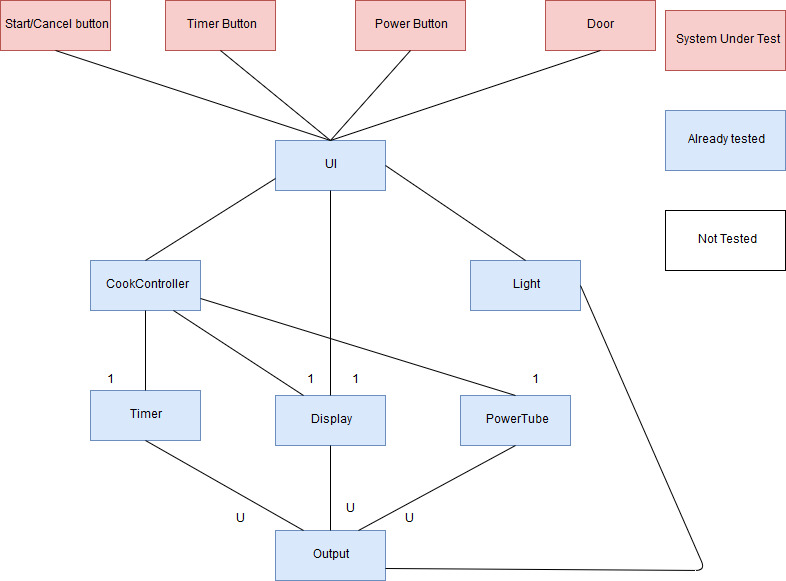 Start/Cancel button
Timer Button
Power Button
Door
System Under Test
Already tested
UI
Not Tested
CookController
Light
1
1
1
1
Timer
Display
PowerTube
U
U
U
Output